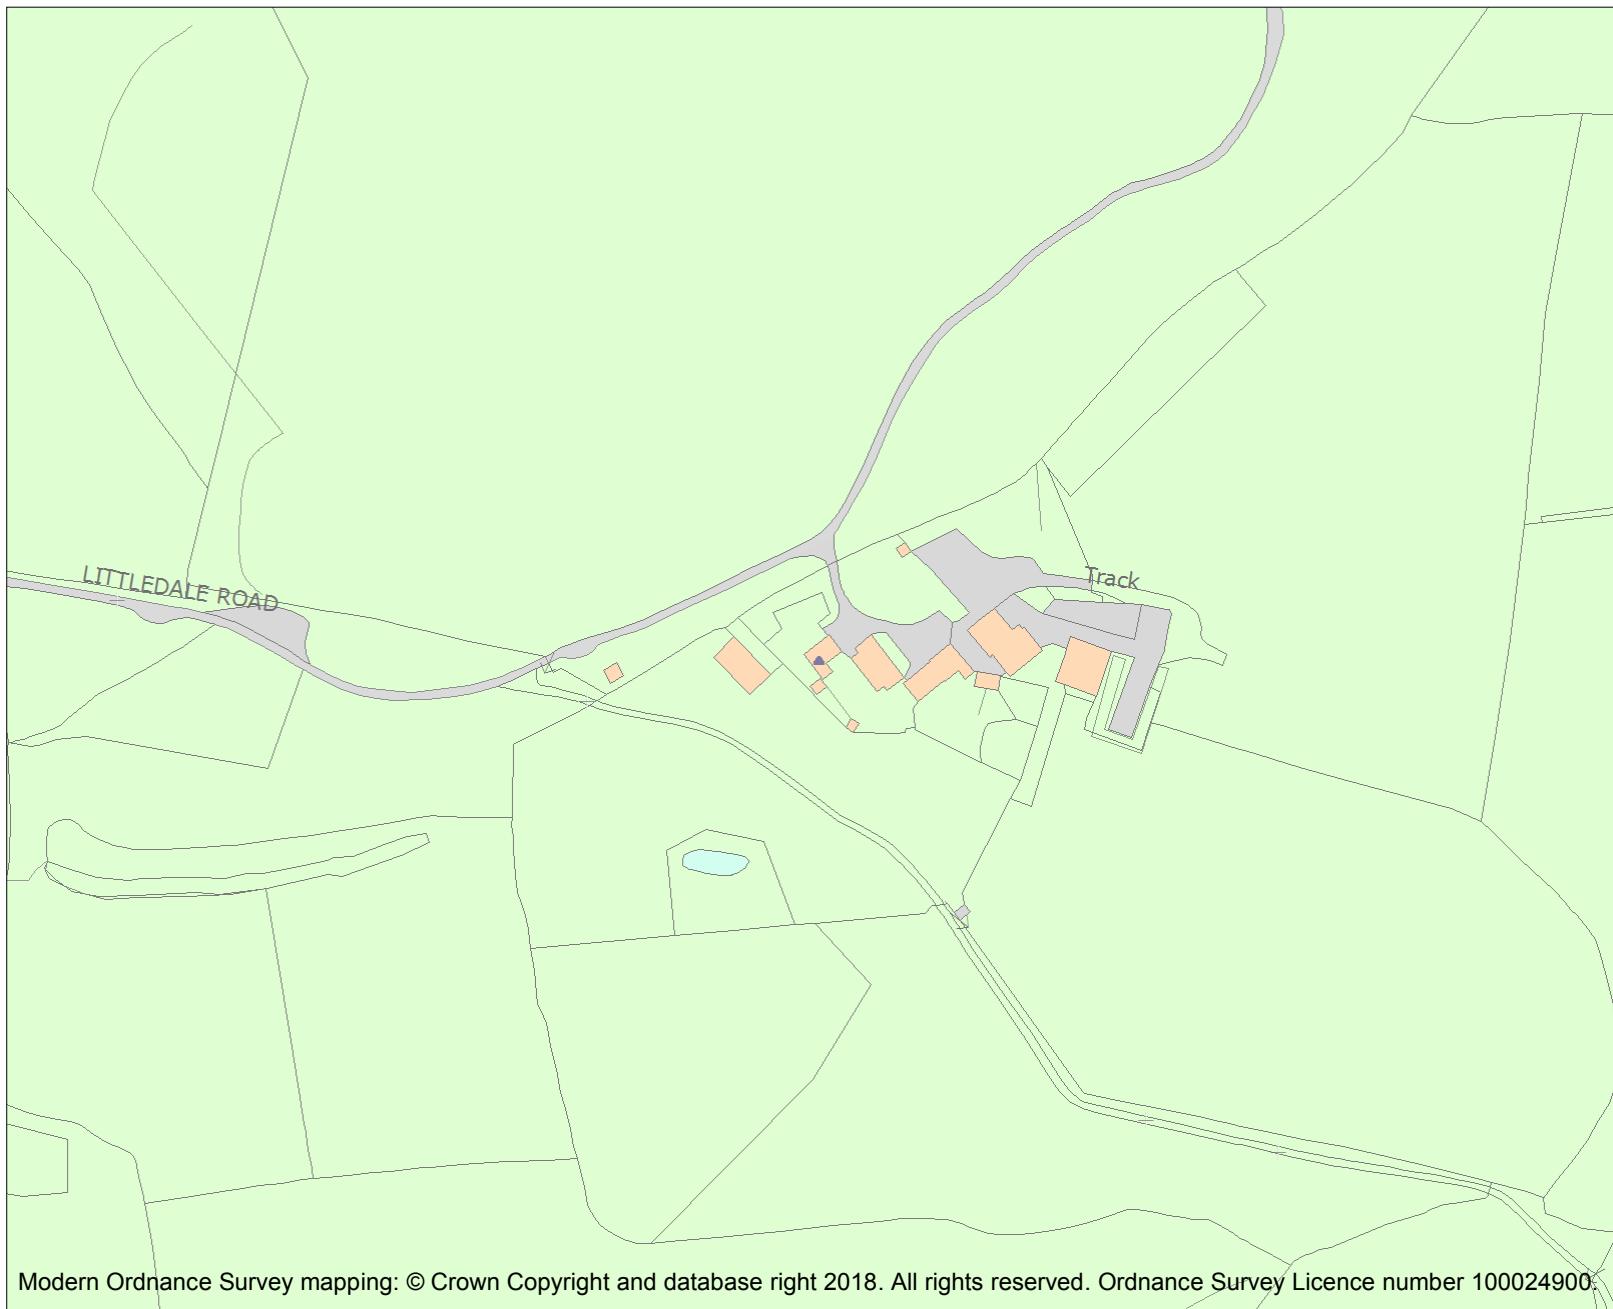 Track
LITTLEDALE ROAD
Modern Ordnance Survey mapping: © Crown Copyright and database right 2018. All rights reserved. Ordnance Survey Licence number 100024900.